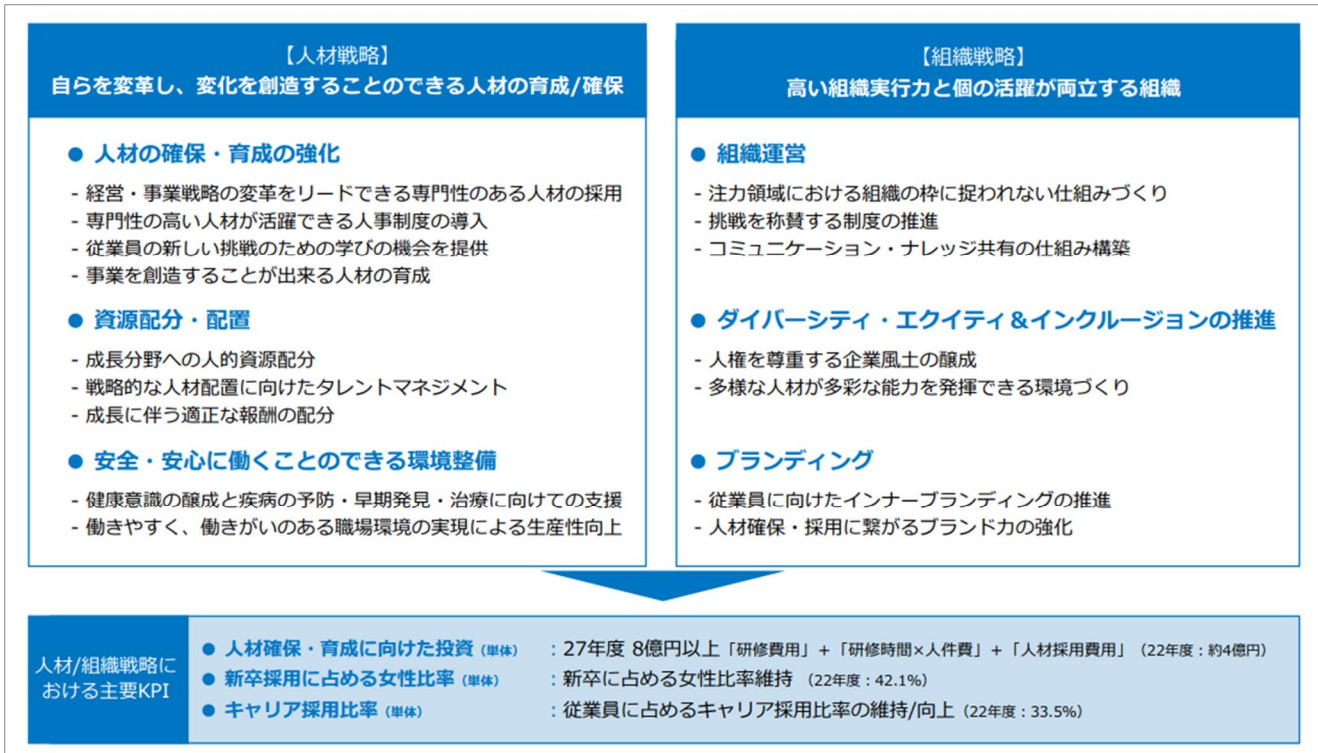 【人材戦略】
自らを変革し、変化を創造することのできる人材の育成/確保
● 人材の確保・育成の強化
- 経営・事業戦略の変革をリードできる専門性のある人材の採用
- 専門性の高い人材が活躍できる人事制度の導入
- 従業員の新しい挑戦のための学びの機会を提供
- 事業を創造することが出来る人材の育成
● 資源配分・配置
- 成長分野への人的資源配分
- 戦略的な人材配置に向けたタレントマネジメント
- 成長に伴う適正な報酬の配分
● 安全・安心に働くことのできる環境整備
- 健康意識の醸成と疾病の予防・早期発見・治療に向けての支援
- 働きやすく、働きがいのある職場環境の実現による生産性向上
【組織戦略】
高い組織実行力と個の活躍が両立する組織
● 組織運営
- 注力領域における組織の枠に捉われない仕組みづくり
- 挑戦を称賛する制度の推進
- コミュニケーション・ナレッジ共有の仕組み構築
● ダイバーシティ・エクイティ＆インクルージョンの推進
- 人権を尊重する企業風土の醸成
- 多様な人材が多彩な能力を発揮できる環境づくり
● ブランディング
- 従業員に向けたインナーブランディングの推進
- 人材確保・採用に繋がるブランド力の強化
人材/組織戦略に
おける主要KPI
● 人材確保・育成に向けた投資 (単体) ：27年度 8億円以上「研修費用」+「研修時間×人件費」+「人材採用費用」（22年度：約4億円）
● 新卒採用に占める女性比率 (単体) ：新卒に占める女性比率維持 （22年度：42.1%）
● キャリア採用比率 (単体) ：従業員に占めるキャリア採用比率の維持/向上（22年度：33.5%）